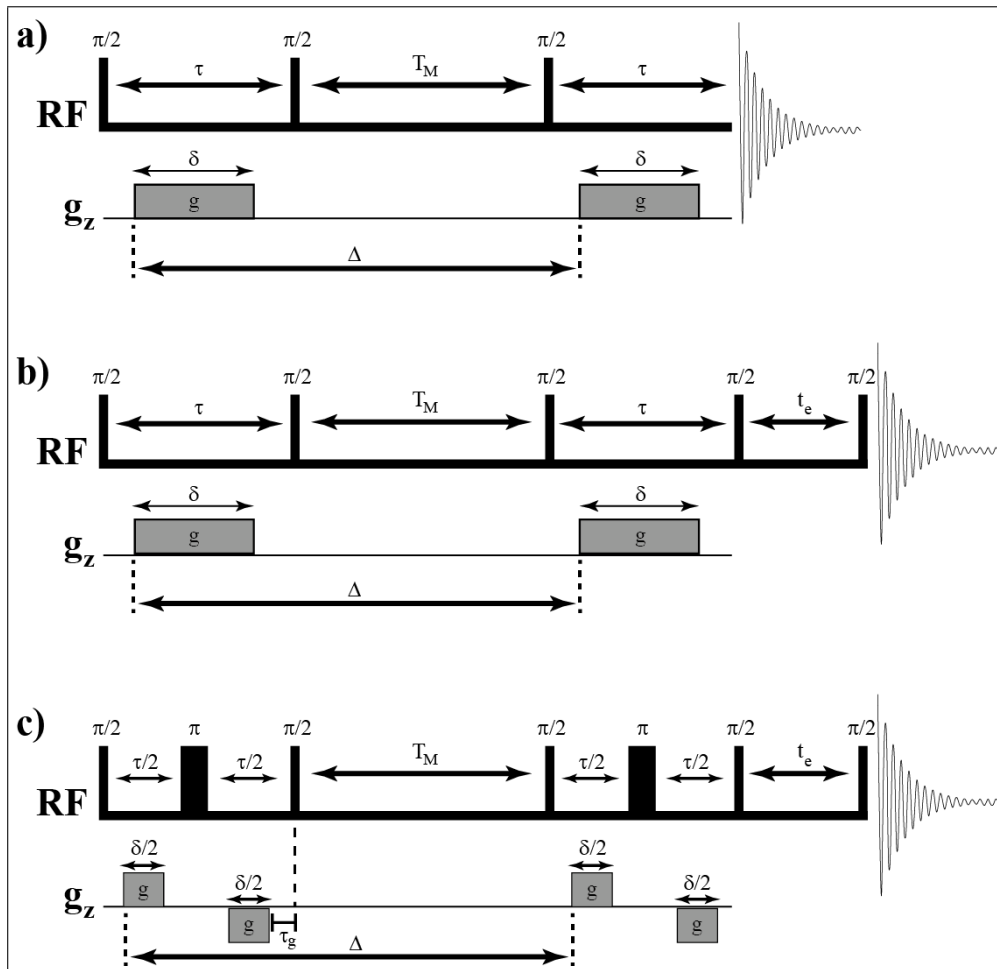 a)
π/2 π/2 π/2
τ T_M τ
RF
δ δ
g g
g_z
Δ
b)
π/2 π/2 π/2 π/2 π/2
τ T_M τ t_e
RF
δ δ
g g
g_z
Δ
c)
π/2 π π/2 π/2 π π/2 π/2
τ/2 τ/2 T_M τ/2 τ/2 t_e
RF
δ/2 δ/2
g δ/2 g δ/2
g_z
g τ_g g
Δ